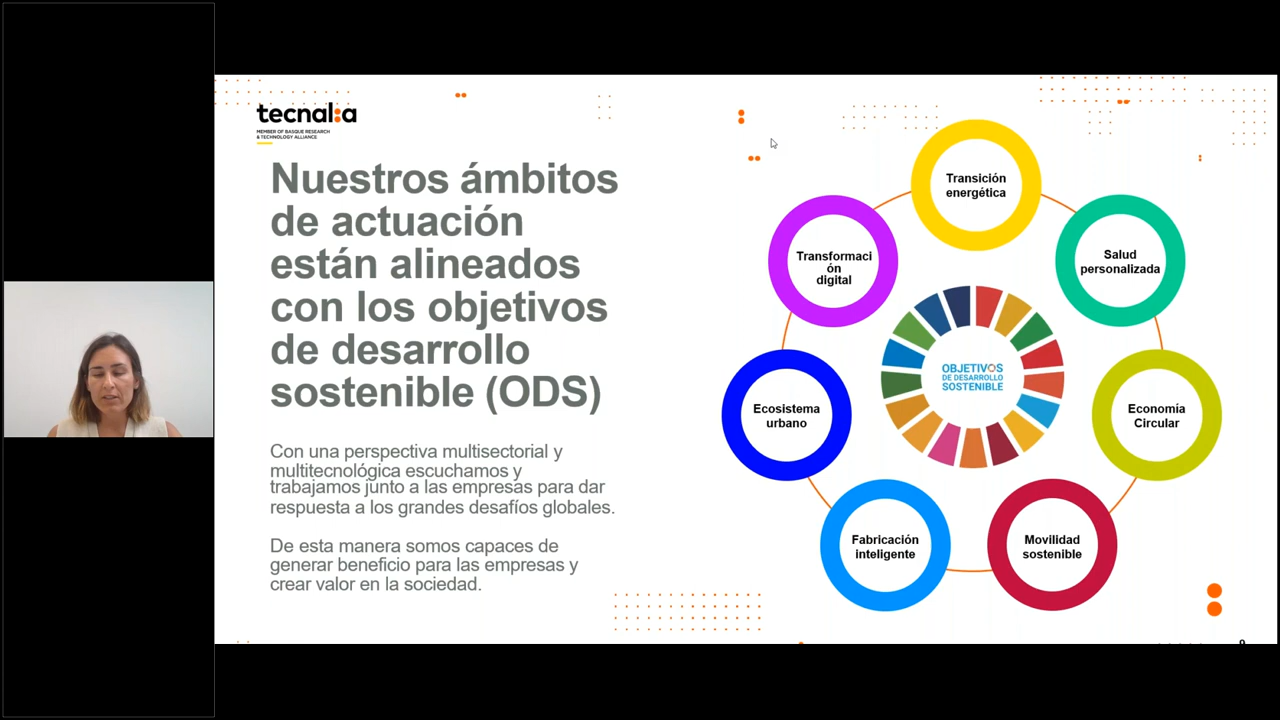 tecnalia
MEMBER OF BASQUE RESEARCH
& TECHNOLOGY ALLIANCE
Nuestros ámbitos
de actuación
están alineados
con los objetivos
de desarrollo
sostenible (ODS)
Con una perspectiva multisectorial y
multitecnológica escuchamos y
trabajamos junto a las empresas para dar
respuesta a los grandes desafíos globales.
De esta manera somos capaces de
generar beneficio para las empresas y
crear valor en la sociedad.
Transición
energética
Salud
personalizada
Economía
Circular
Movilidad
sostenible
Fabricación
inteligente
Ecosistema
urbano
Transformaci
ón
digital
OBJETIVOS
DE DESARROLLO
SOSTENIBLE